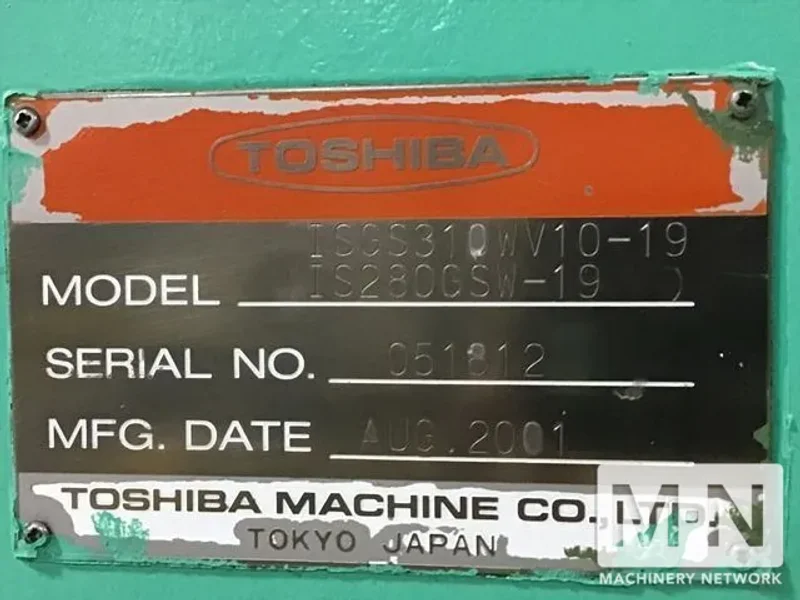 TOSHIBA
ISGS310WV10-19
MODEL IS280GSW-19 )
SERIAL NO. 051812
MFG. DATE AUG.2001
TOSHIBA MACHINE CO., LTD.
TOKYO JAPAN
MN
MACHINERY NETWORK